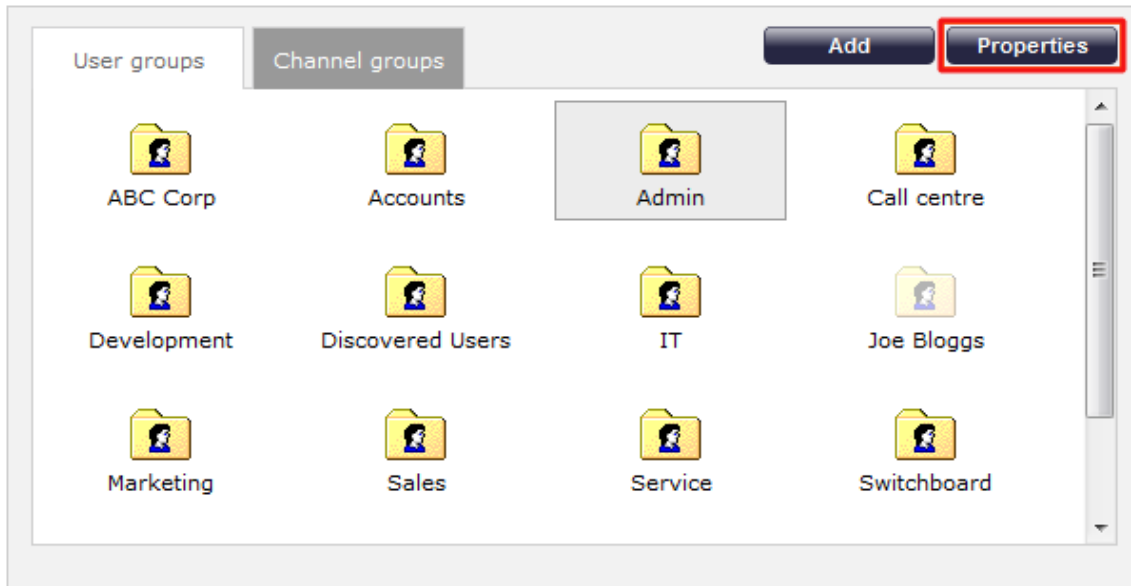 User groups Channel groups Add Properties
ABC Corp Accounts Admin Call centre
Development Discovered Users IT Joe Bloggs
Marketing Sales Service Switchboard